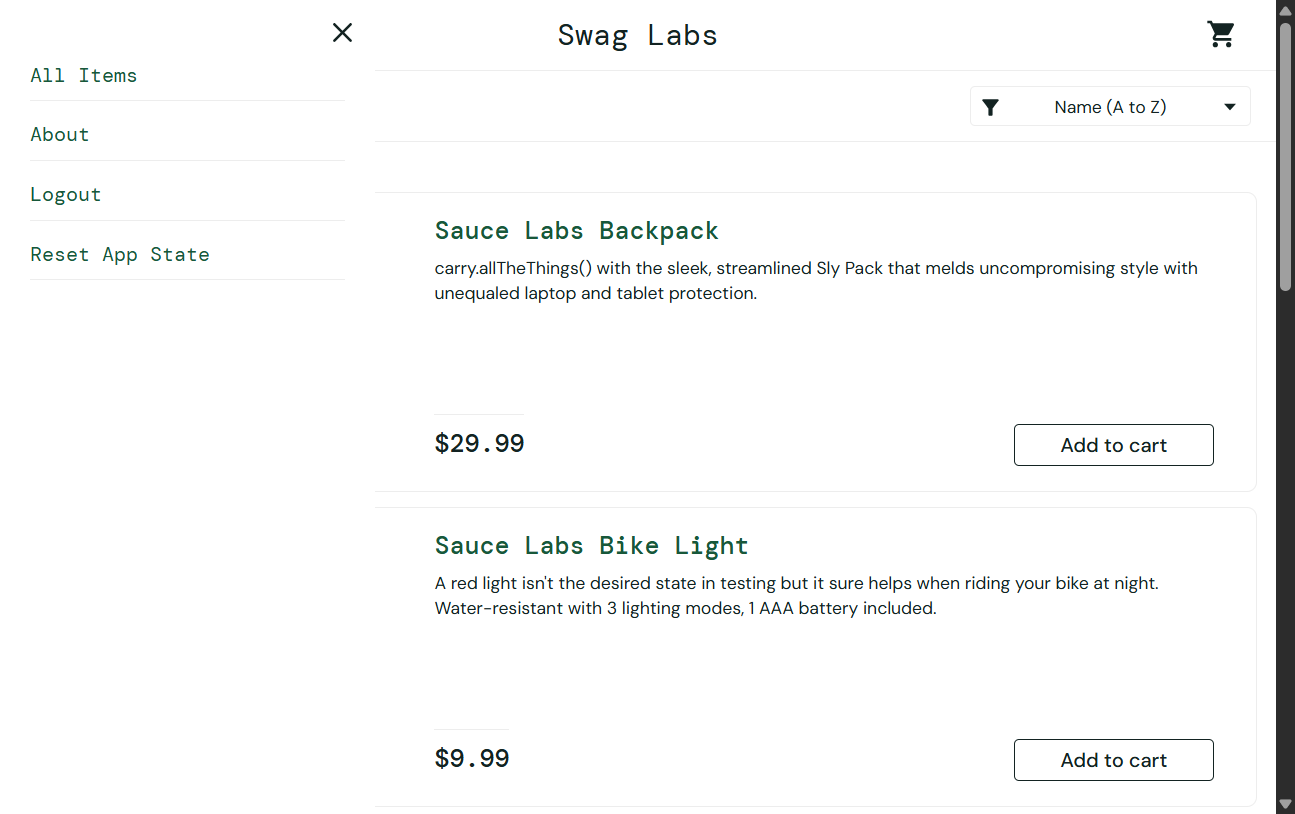 All Items
About
Logout
Reset App State
Swag Labs
Name (A to Z)
Sauce Labs Backpack
carry.allTheThings() with the sleek, streamlined Sly Pack that melds uncompromising style with
unequaled laptop and tablet protection.
$29.99
Add to cart
Sauce Labs Bike Light
A red light isn't the desired state in testing but it sure helps when riding your bike at night.
Water-resistant with 3 lighting modes, 1 AAA battery included.
$9.99
Add to cart